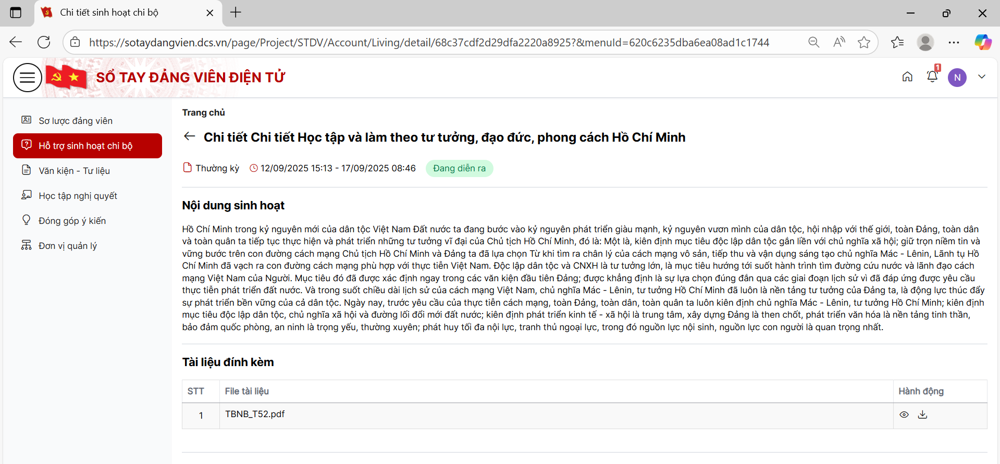 Chi tiết sinh hoạt chi bộ
https://sotaydangvien.dcs.vn/page/Project/STDV/Account/Living/detail/68c37cdf2d29dfa2220a8925?&menuId=620c6235dba6ea08ad1c1744
SỔ TAY ĐẢNG VIÊN ĐIỆN TỬ
1
N
Sơ lược đảng viên
Hỗ trợ sinh hoạt chi bộ
Văn kiện - Tư liệu
Học tập nghị quyết
Đóng góp ý kiến
Đơn vị quản lý
Trang chủ
Chi tiết Chi tiết Học tập và làm theo tư tưởng, đạo đức, phong cách Hồ Chí Minh
Thường kỳ 12/09/2025 15:13 - 17/09/2025 08:46 Đang diễn ra
Nội dung sinh hoạt
Hồ Chí Minh trong kỷ nguyên mới của dân tộc Việt Nam Đất nước ta đang bước vào kỷ nguyên phát triển giàu mạnh, kỷ nguyên vươn mình của dân tộc, hội nhập với thế giới, toàn Đảng, toàn dân
và toàn quân ta tiếp tục thực hiện và phát triển những tư tưởng vĩ đại của Chủ tịch Hồ Chí Minh, đó là: Một là, kiên định mục tiêu độc lập dân tộc gắn liền với chủ nghĩa xã hội; giữ trọn niềm tin và
vững bước trên con đường cách mạng Chủ tịch Hồ Chí Minh và Đảng ta đã lựa chọn Từ khi tìm ra chân lý của cách mạng vô sản, tiếp thu và vận dụng sáng tạo chủ nghĩa Mác - Lênin, Lãnh tụ Hồ
Chí Minh đã vạch ra con đường cách mạng phù hợp với thực tiễn Việt Nam. Độc lập dân tộc và CNXH là tư tưởng lớn, là mục tiêu hướng tới suốt hành trình tìm đường cứu nước và lãnh đạo cách
mạng Việt Nam của Người. Mục tiêu đó đã được xác định ngay trong các văn kiện đầu tiên Đảng; được khẳng định là sự lựa chọn đúng đắn qua các giai đoạn lịch sử vì đã đáp ứng được yêu cầu
thực tiễn phát triển đất nước. Và trong suốt chiều dài lịch sử của cách mạng Việt Nam, chủ nghĩa Mác - Lênin, tư tưởng Hồ Chí Minh đã luôn là nền tảng tư tưởng của Đảng ta, là động lực thúc đẩy
sự phát triển bền vững của cả dân tộc. Ngày nay, trước yêu cầu của thực tiễn cách mạng, toàn Đảng, toàn dân, toàn quân ta luôn kiên định chủ nghĩa Mác - Lênin, tư tưởng Hồ Chí Minh; kiên định
mục tiêu độc lập dân tộc, chủ nghĩa xã hội và đường lối đổi mới đất nước; kiên định phát triển kinh tế - xã hội là trung tâm, xây dựng Đảng là then chốt, phát triển văn hóa là nền tảng tinh thần,
bảo đảm quốc phòng, an ninh là trọng yếu, thường xuyên; phát huy tối đa nội lực, tranh thủ ngoại lực, trong đó nguồn lực nội sinh, nguồn lực con người là quan trọng nhất.
Tài liệu đính kèm
STT File tài liệu Hành động
1 TBNB_T52.pdf